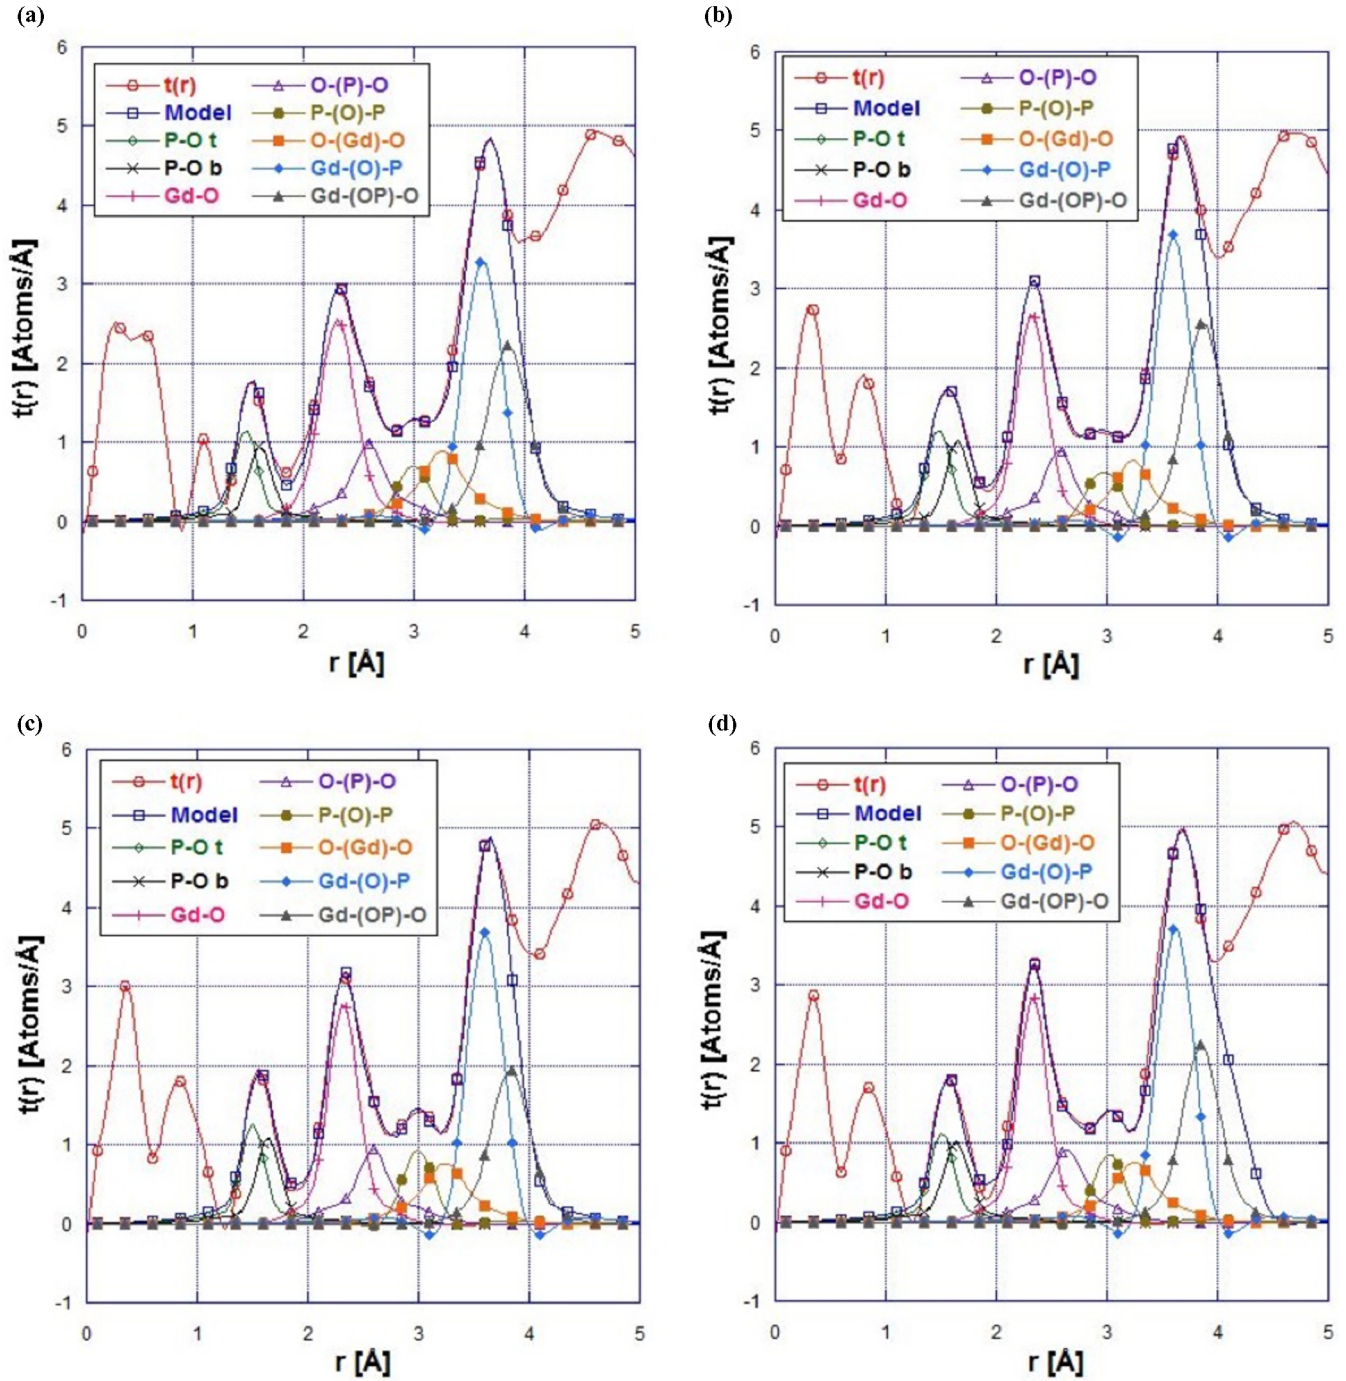 (a)
6
5
4
3
2
1
0
-1
t(r) [Atoms/Å]
t(r) O-(P)-O
Model P-(O)-P
P-O t O-(Gd)-O
P-O b Gd-(O)-P
Gd-O Gd-(OP)-O
0 1 2 3 4 5
r [Å]
(b)
6
5
4
3
2
1
0
-1
t(r) [Atoms/Å]
t(r) O-(P)-O
Model P-(O)-P
P-O t O-(Gd)-O
P-O b Gd-(O)-P
Gd-O Gd-(OP)-O
0 1 2 3 4 5
r [Å]
(c)
6
5
4
3
2
1
0
-1
t(r) [Atoms/Å]
t(r) O-(P)-O
Model P-(O)-P
P-O t O-(Gd)-O
P-O b Gd-(O)-P
Gd-O Gd-(OP)-O
0 1 2 3 4 5
r [Å]
(d)
6
5
4
3
2
1
0
-1
t(r) [Atoms/Å]
t(r) O-(P)-O
Model P-(O)-P
P-O t O-(Gd)-O
P-O b Gd-(O)-P
Gd-O Gd-(OP)-O
0 1 2 3 4 5
r [Å]